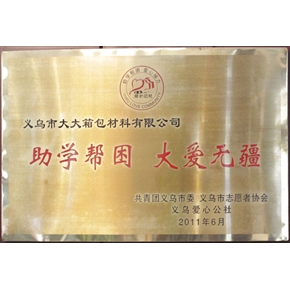 义乌市大大箱包材料有限公司
助学帮困 大爱无疆
共青团义乌市委 义乌市志愿者协会
义乌爱心公社
2011年6月